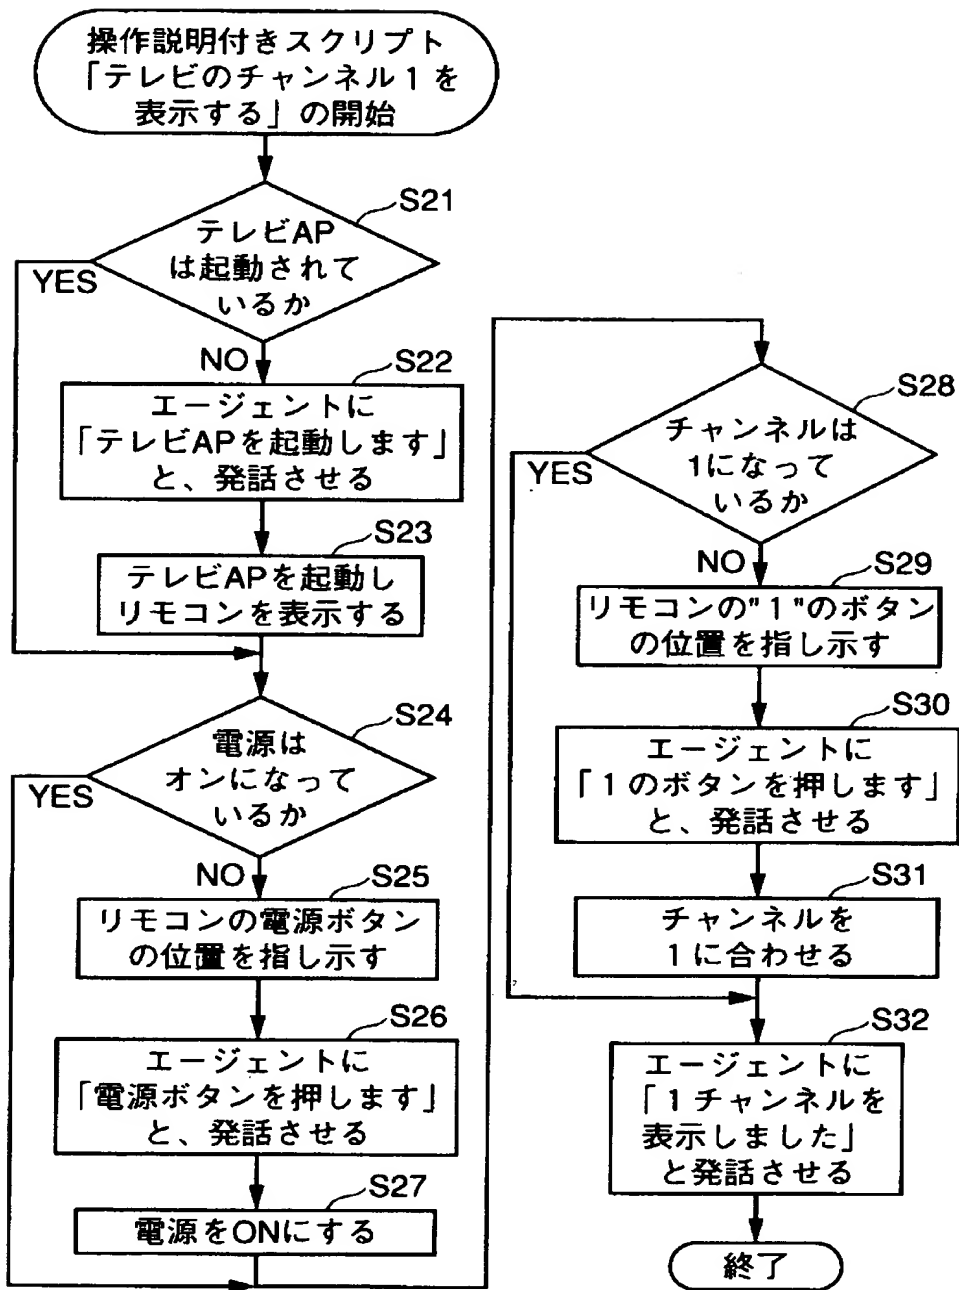 操作説明付きスクリプト
「テレビのチャンネル1を
表示する」の開始
S21
テレビAP
は起動されて
いるか
YES
NO
S22
エージェントに
「テレビAPを起動します」
と、発話させる
S23
テレビAPを起動し
リモコンを表示する
S24
電源は
オンになって
いるか
YES
NO
S25
リモコンの電源ボタン
の位置を指し示す
S26
エージェントに
「電源ボタンを押します」
と、発話させる
S27
電源をONにする
S28
チャンネルは
1になって
いるか
YES
NO
S29
リモコンの"1"のボタン
の位置を指し示す
S30
エージェントに
「1のボタンを押します」
と、発話させる
S31
チャンネルを
1に合わせる
S32
エージェントに
「1チャンネルを
表示しました」
と発話させる
終了